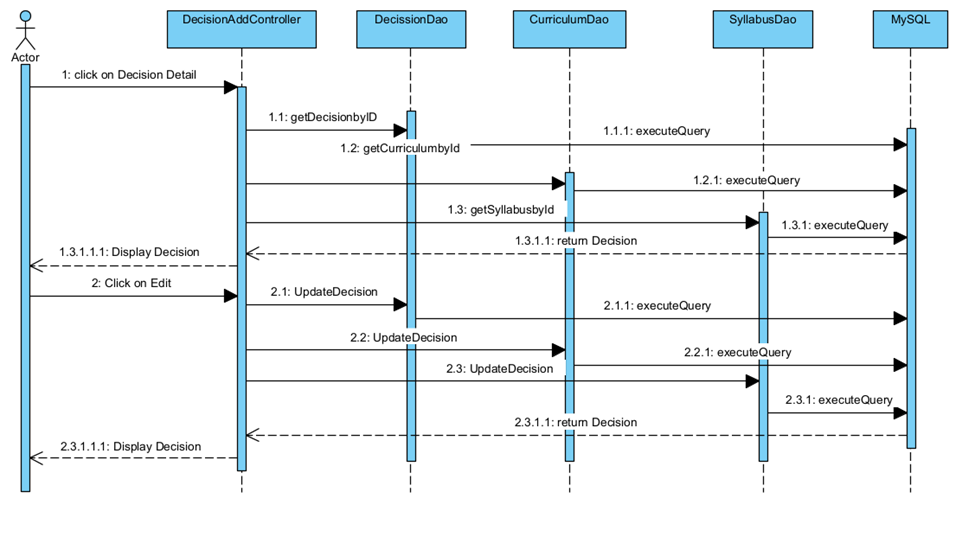 DecisionAddController
DecissionDao
CurriculumDao
SyllabusDao
MySQL
Actor
1: click on Decision Detail
1.1: getDecisionbyID
1.1.1: executeQuery
1.2: getCurriculumbyId
1.2.1: executeQuery
1.3: getSyllabusbyId
1.3.1: executeQuery
1.3.1.1: return Decision
1.3.1.1.1: Display Decision
2: Click on Edit
2.1: UpdateDecision
2.1.1: executeQuery
2.2: UpdateDecision
2.2.1: executeQuery
2.3: UpdateDecision
2.3.1: executeQuery
2.3.1.1: return Decision
2.3.1.1.1: Display Decision